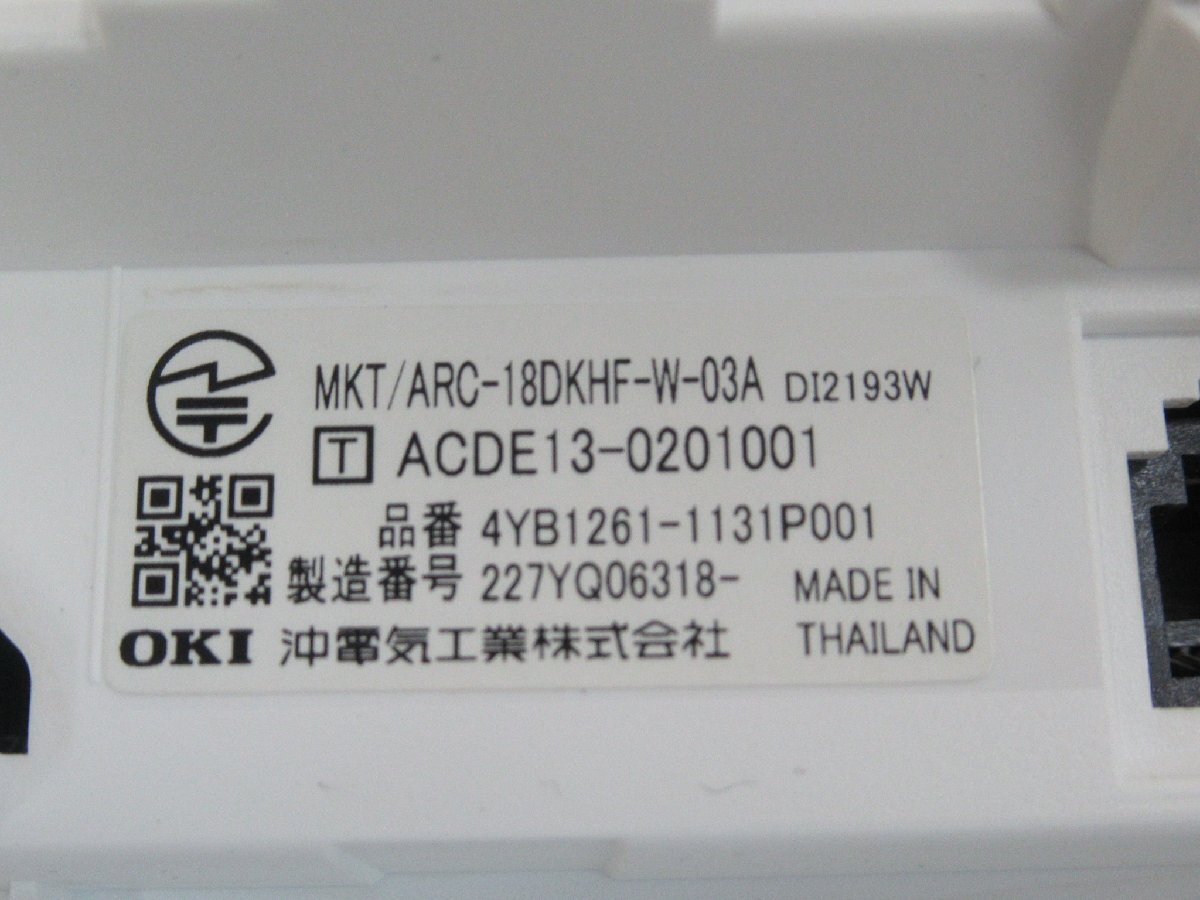 MKT/ARC-18DKHF-W-03A DI2193W
T ACDE13-0201001
品番 4YB1261-1131P001
製造番号 227YQ06318-
MADE IN THAILAND
OKI 沖電気工業株式会社